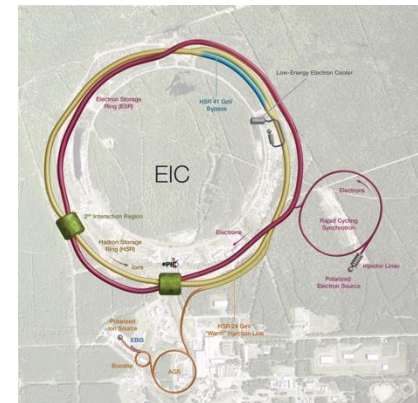 Low-Energy Electron Cooler
Electron Storage
Ring (ESR)
HSR 41 GeV
Bypass
EIC
Electrons
Rapid Cycling
Synchrotron
2nd Interaction Region
Electrons
Hadron Storage
Ring (HSR)
Ions
ePIC
Injector Linac
Polarized
Electron Source
Polarized
Ion Source
EBIS
HSR 24 GeV
"Warm" Injection Line
Booster
AGS